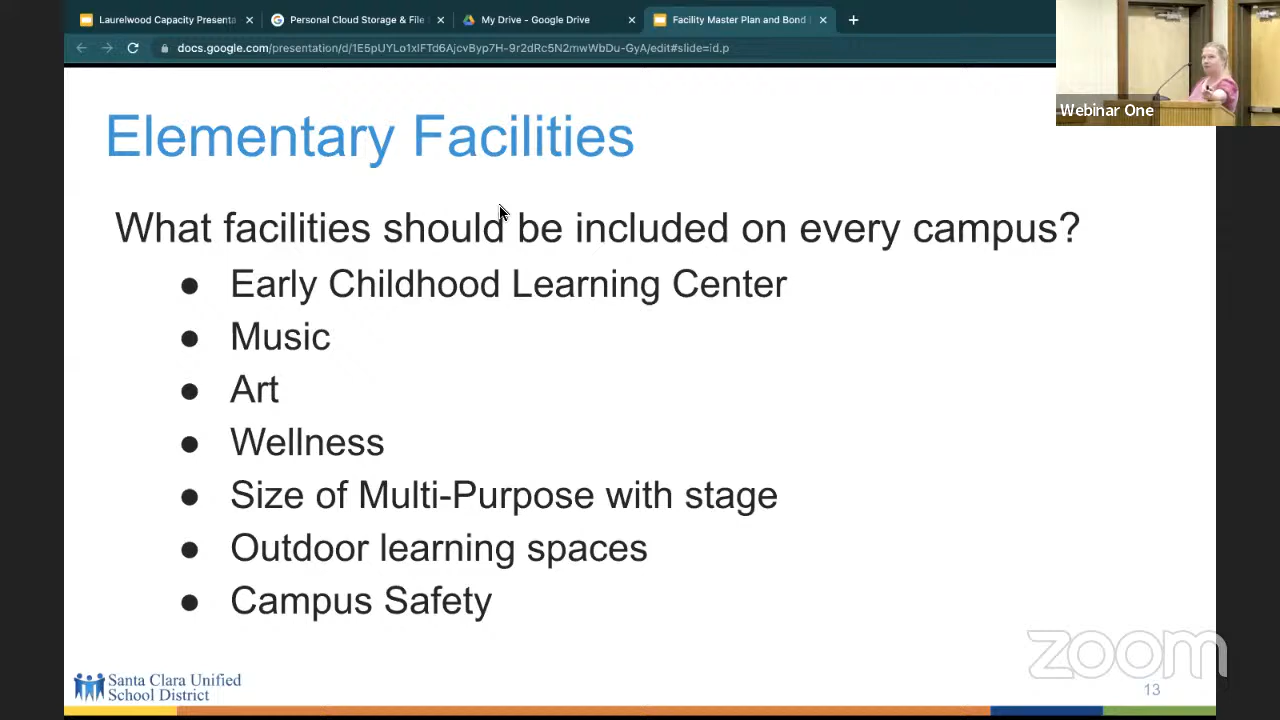 Laurelwood Capacity Presenta
Personal Cloud Storage & File
My Drive - Google Drive
Facility Master Plan and Bond
docs.google.com/presentation/d/1E5pUYLo1xIFTd6AjcvByp7H-9r2dRc5N2mwWbDu-GyA/edit#slide=id.p
Webinar One
Elementary Facilities
What facilities should be included on every campus?
● Early Childhood Learning Center
● Music
● Art
● Wellness
● Size of Multi-Purpose with stage
● Outdoor learning spaces
● Campus Safety
Santa Clara Unified
School District
zoom
13